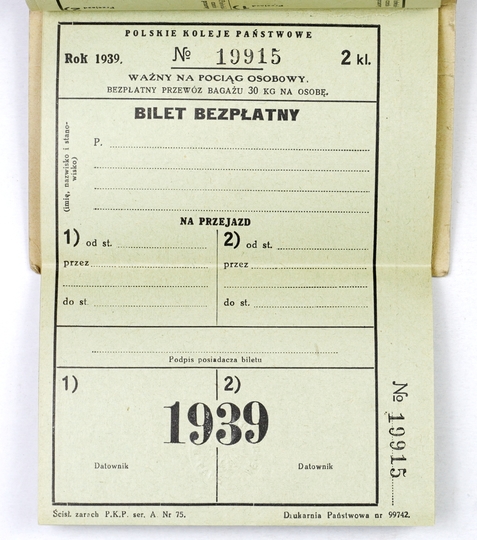 POLSKIE KOLEJE PAŃSTWOWE
Rok 1939. № 19915 2 kl.
WAŻNY NA POCIĄG OSOBOWY.
BEZPŁATNY PRZEWÓZ BAGAŻU 30 KG NA OSOBĘ.
BILET BEZPŁATNY
(imię, nazwisko i stano-
wisko)
P.
NA PRZEJAZD
1) od st.
przez
do st
2) od st.
przez
do st.
Podpis posiadacza biletu
1) 2)
1939
Datownik Datownik
№ 19915
Ścisł. zarach P.K.P. ser, A. Nr 75. Drukarnia Państwowa nr 99742.